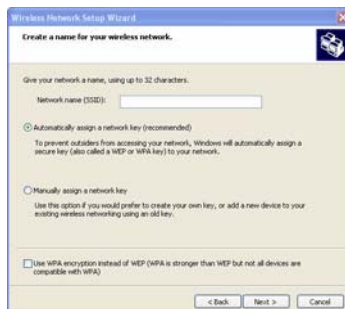 Wireless Network Setup Wizard
Create a name for your wireless network.
Give your network a name, using up to 32 characters.
Network name (SSID):
Automatically assign a network key (recommended)
To prevent outsiders from accessing your network, Windows will automatically assign a
secure key (also called a WEP or WPA key) to your network.
Manually assign a network key
Use this option if you would prefer to create your own key, or add a new device to your
existing wireless networking using an old key.
Use WPA encryption instead of WEP (WPA is stronger than WEP but not all devices are
compatible with WPA)
< Back
Next >
Cancel